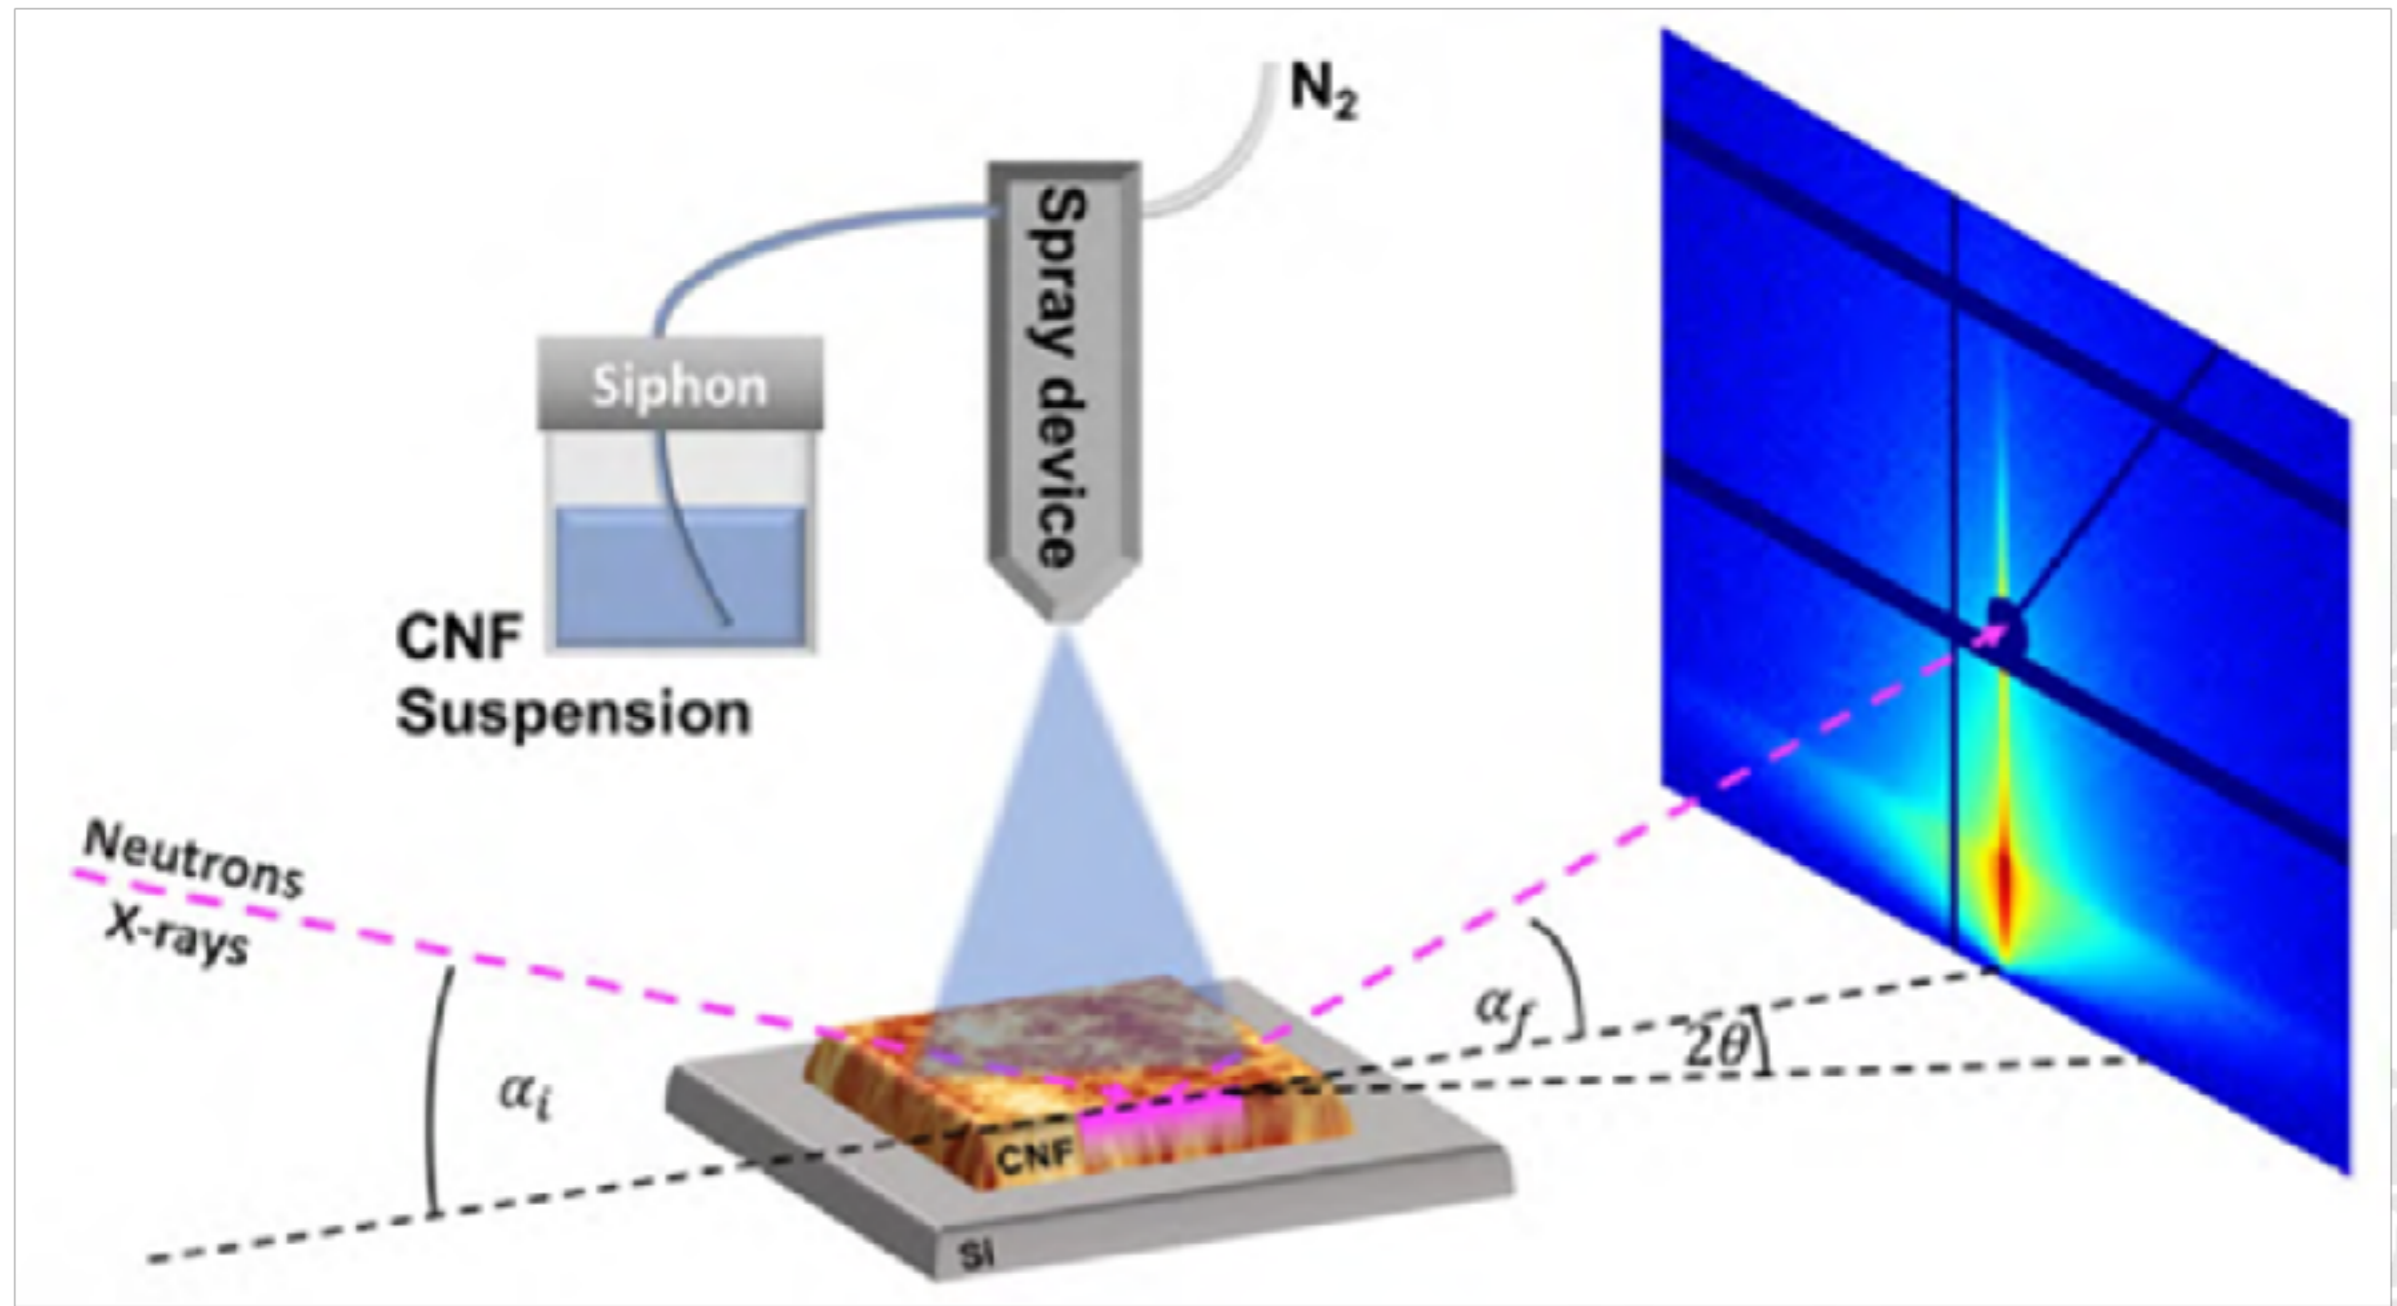 N₂
Spray device
Siphon
CNF
Suspension
Neutrons
X-rays
αi
αf
2θ
CNF
Si